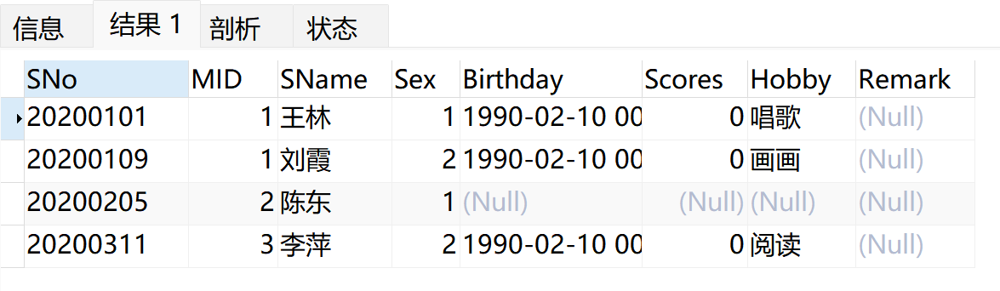 信息 结果 1 剖析 状态
SNo MID SName Sex Birthday Scores Hobby Remark
20200101 1 王林 1 1990-02-10 00 0 唱歌 (Null)
20200109 1 刘霞 2 1990-02-10 00 0 画画 (Null)
20200205 2 陈东 1 (Null) (Null) (Null) (Null)
20200311 3 李萍 2 1990-02-10 00 0 阅读 (Null)